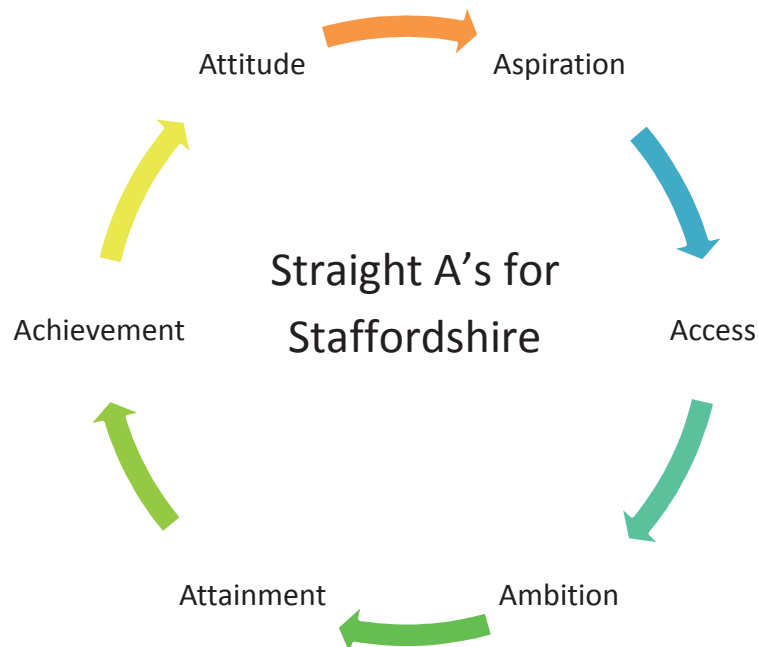 Attitude
Aspiration
Straight A’s for
Staffordshire
Achievement
Access
Attainment
Ambition